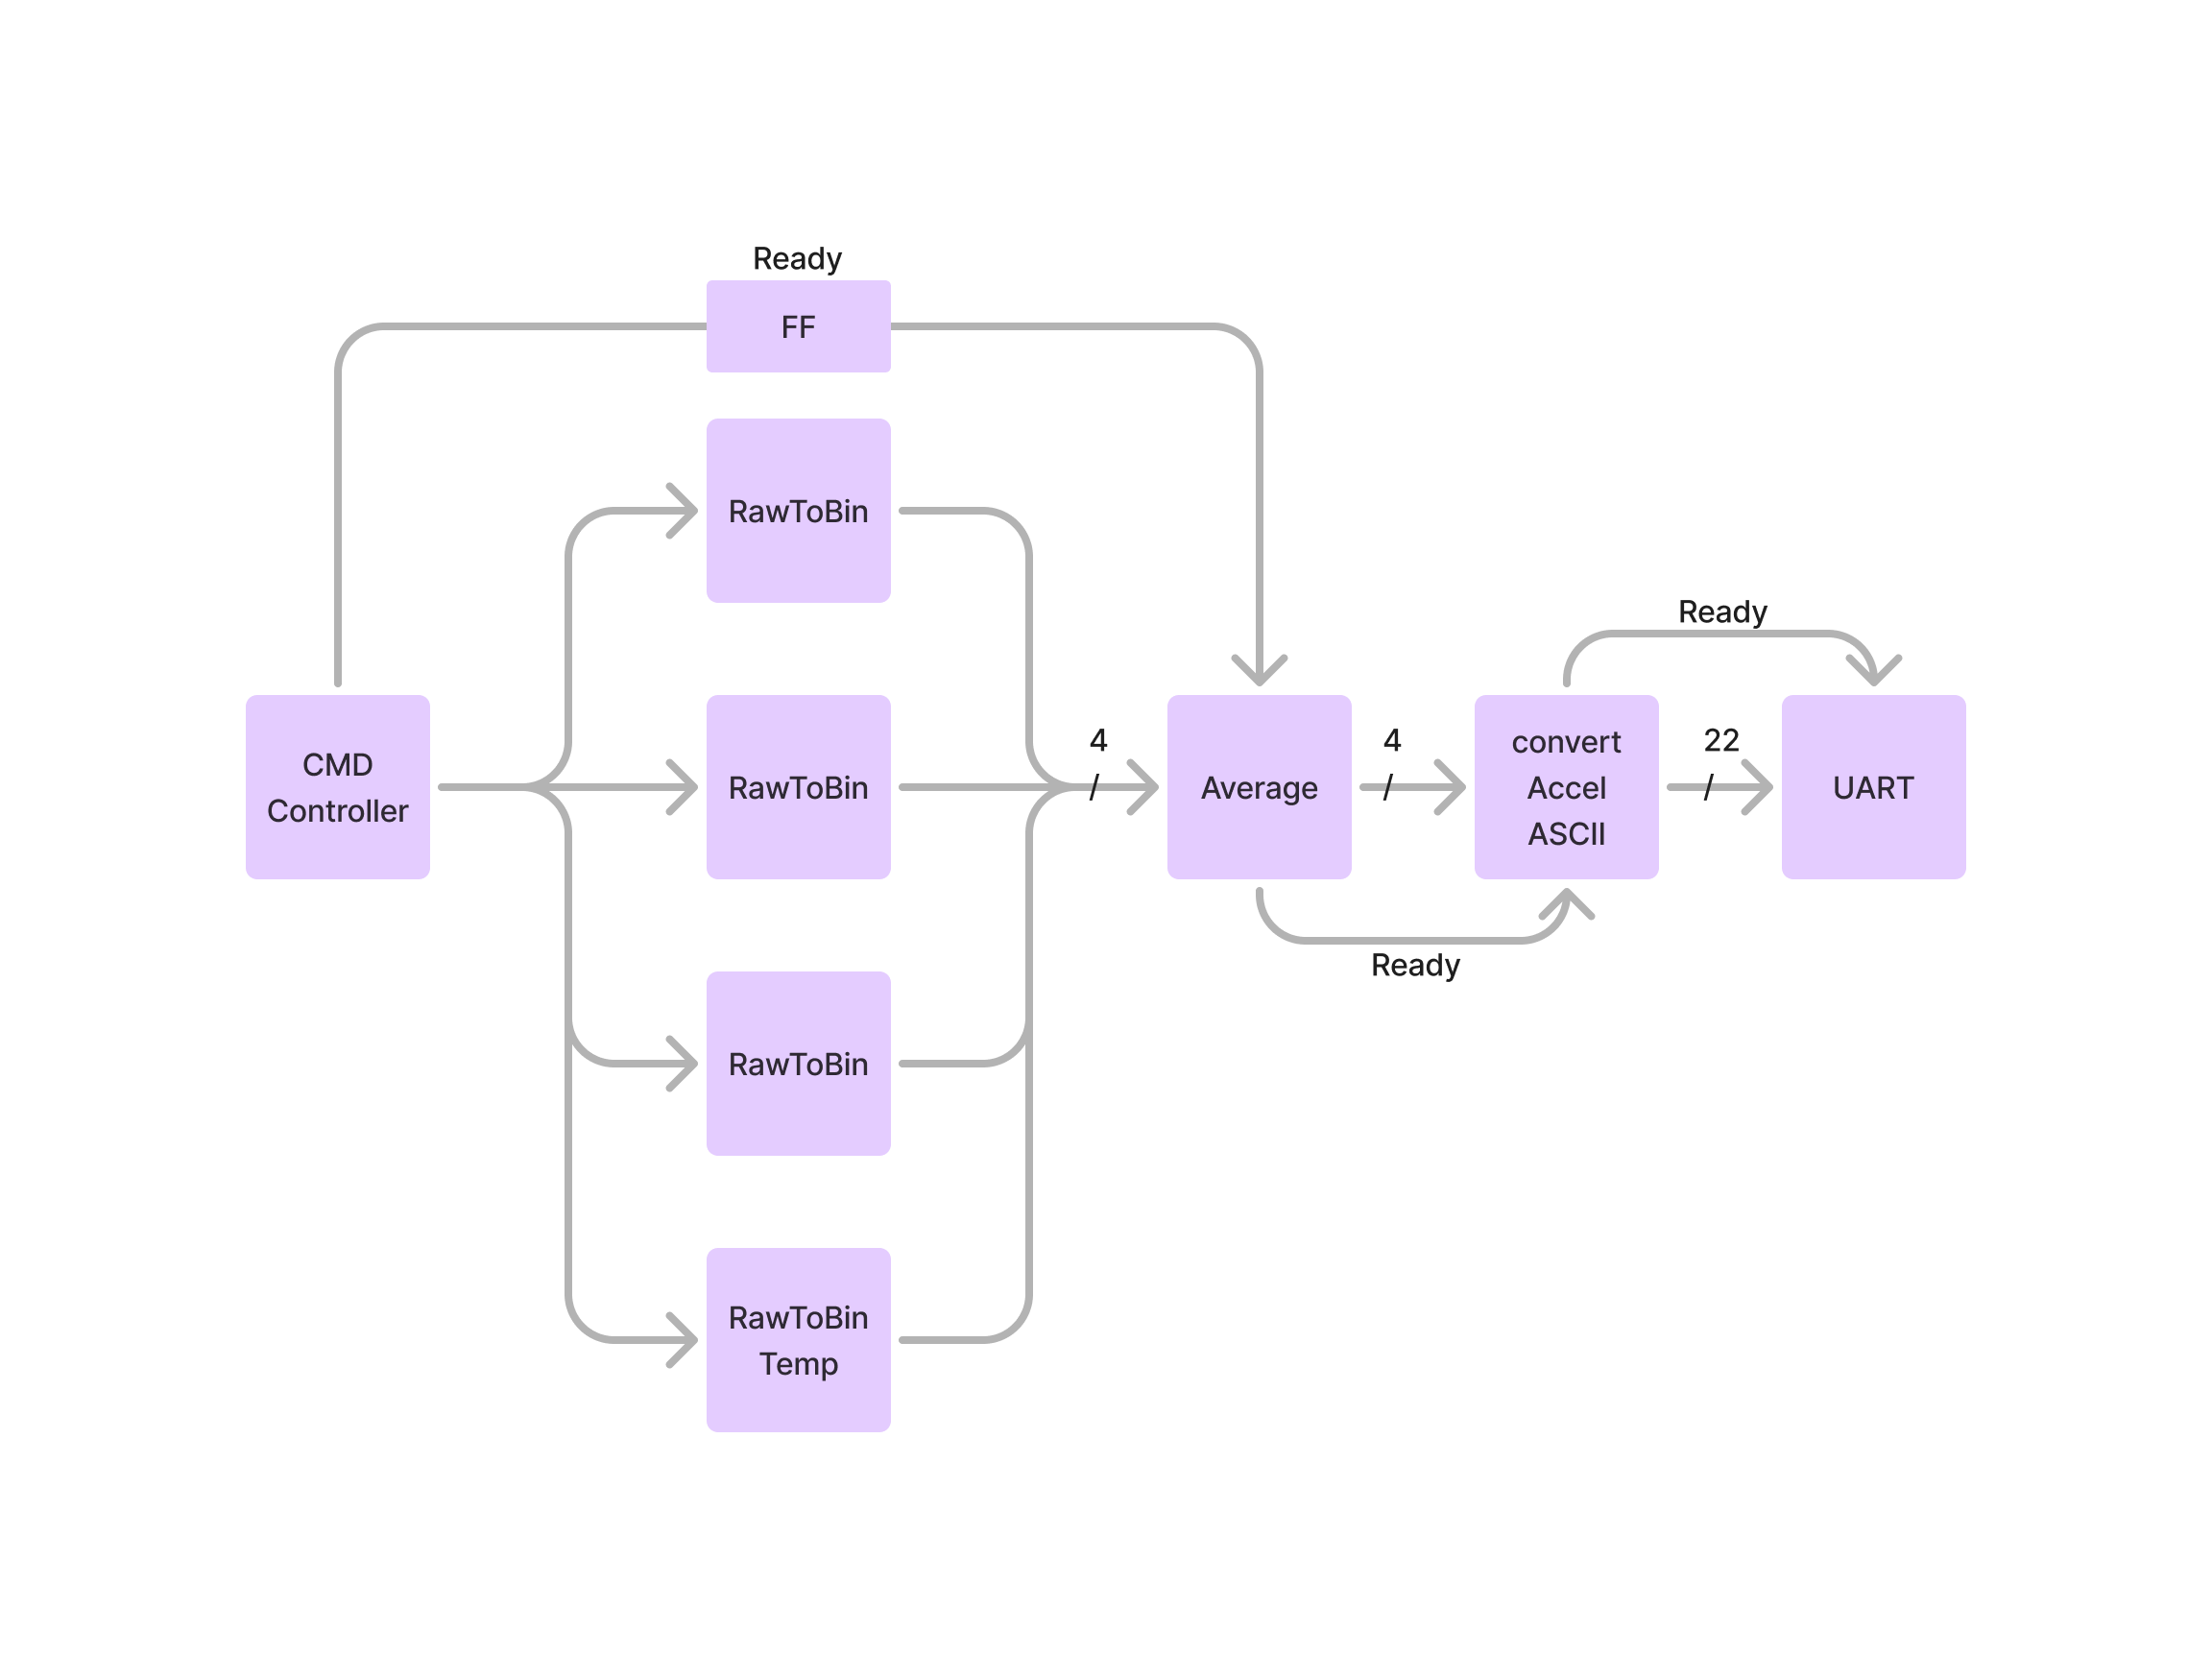 Ready
FF
RawToBin
Ready
CMD
Controller
RawToBin
4
/
Average
4
/
convert
Accel
ASCII
22
/
UART
Ready
RawToBin
RawToBin
Temp